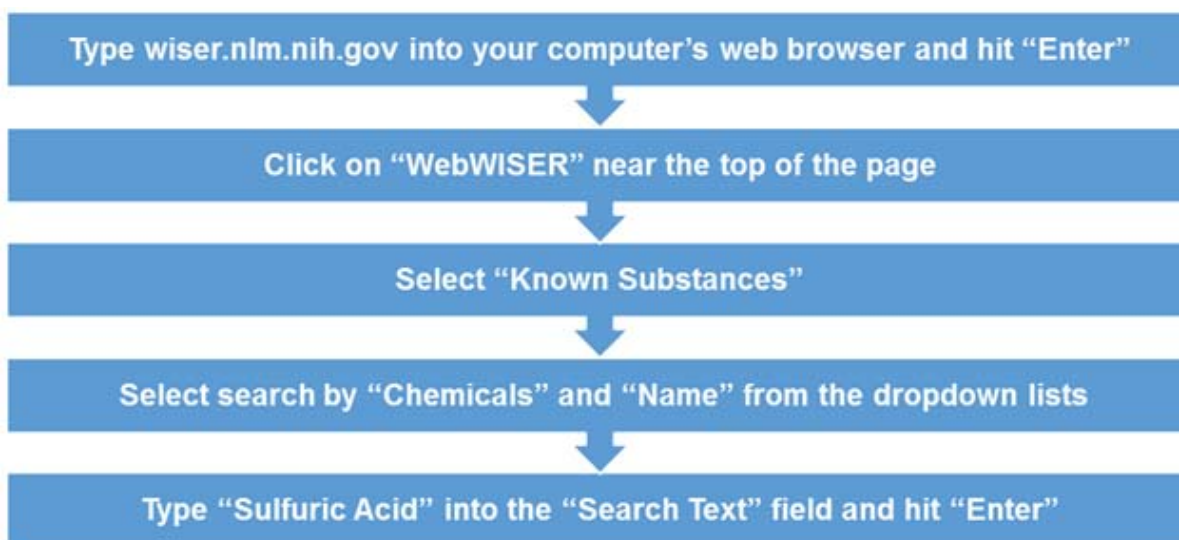 Type wiser.nlm.nih.gov into your computer’s web browser and hit “Enter”
Click on “WebWISER” near the top of the page
Select “Known Substances”
Select search by “Chemicals” and “Name” from the dropdown lists
Type “Sulfuric Acid” into the “Search Text” field and hit “Enter”